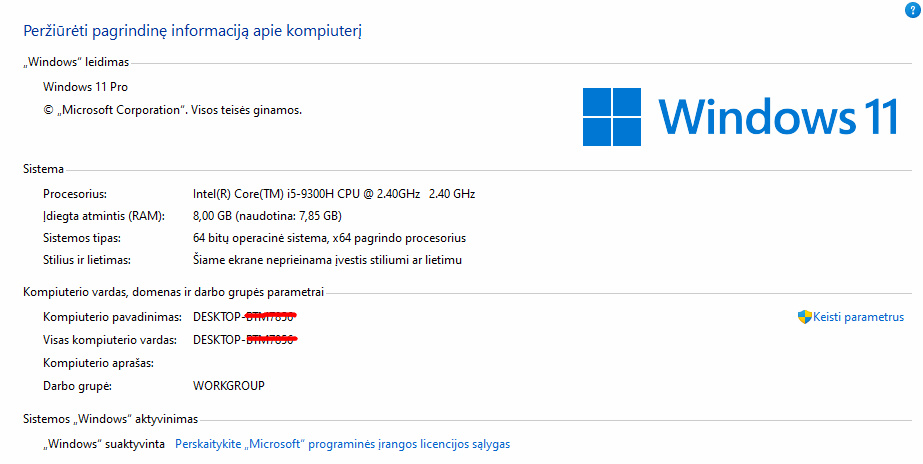 Peržiūrėti pagrindinę informaciją apie kompiuterį
„Windows“ leidimas
Windows 11 Pro
© „Microsoft Corporation“. Visos teisės ginamos.
Windows 11
Sistema
Procesorius: Intel(R) Core(TM) i5-9300H CPU @ 2.40GHz 2.40 GHz
Įdiegta atmintis (RAM): 8,00 GB (naudotina: 7,85 GB)
Sistemos tipas: 64 bitų operacinė sistema, x64 pagrindo procesorius
Stilius ir lietimas: Šiame ekrane neprieinama įvestis stiliumi ar lietimu
Kompiuterio vardas, domenas ir darbo grupės parametrai
Kompiuterio pavadinimas: DESKTOP-
Keisti parametrus
Visas kompiuterio vardas: DESKTOP-
Kompiuterio aprašas:
Darbo grupė: WORKGROUP
Sistemos „Windows“ aktyvinimas
„Windows“ suaktyvinta Perskaitykite „Microsoft“ programinės įrangos licencijos sąlygas